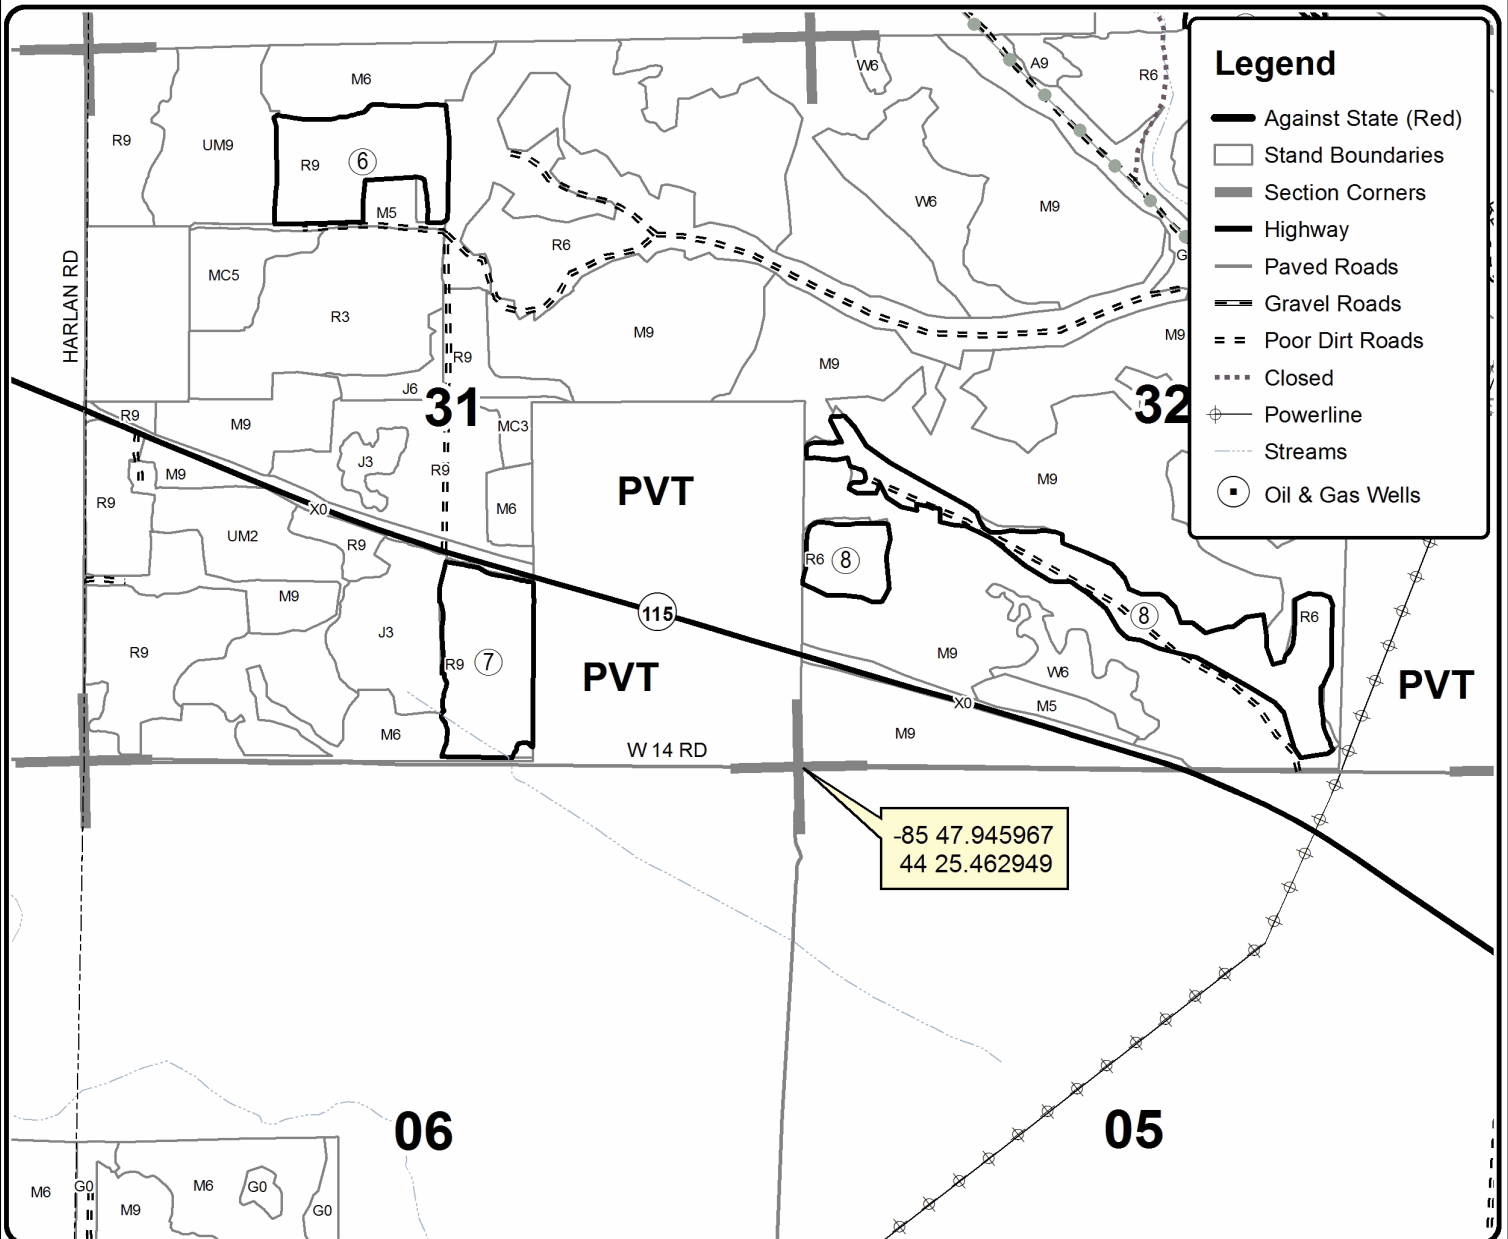 Legend
Against State (Red)
Stand Boundaries
Section Corners
Highway
Paved Roads
Gravel Roads
Poor Dirt Roads
Closed
Powerline
Streams
Oil & Gas Wells
M6
W6
A9
R6
R9
UM9
R9
6
M5
W6
M9
HARLAN RD
MC5
R6
G
R3
M9
M9
R9
M9
J6
31
32
R9
M9
MC3
J3
R9
M9
M9
R9
PVT
M6
X0
UM2
R9
R6
8
M9
115
8
R6
J3
R9
R9
7
PVT
M9
W6
PVT
X0
M5
M6
M9
W 14 RD
-85 47.945967
44 25.462949
06
05
M6
G0
M9
M6
G0
G0